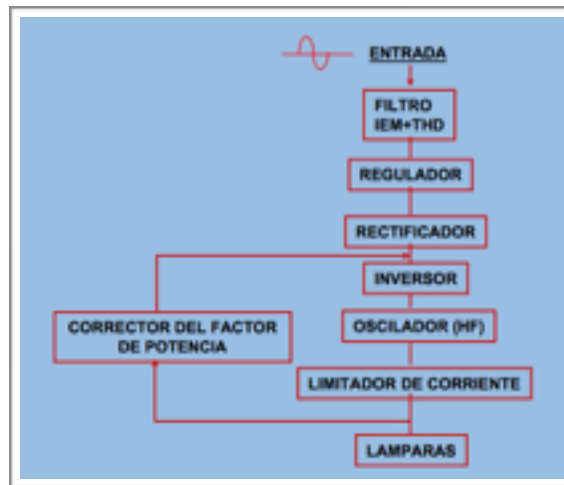 ENTRADA
FILTRO
IEM+THD
REGULADOR
RECTIFICADOR
INVERSOR
OSCILADOR (HF)
CORRECTOR DEL FACTOR
DE POTENCIA
LIMITADOR DE CORRIENTE
LAMPARAS